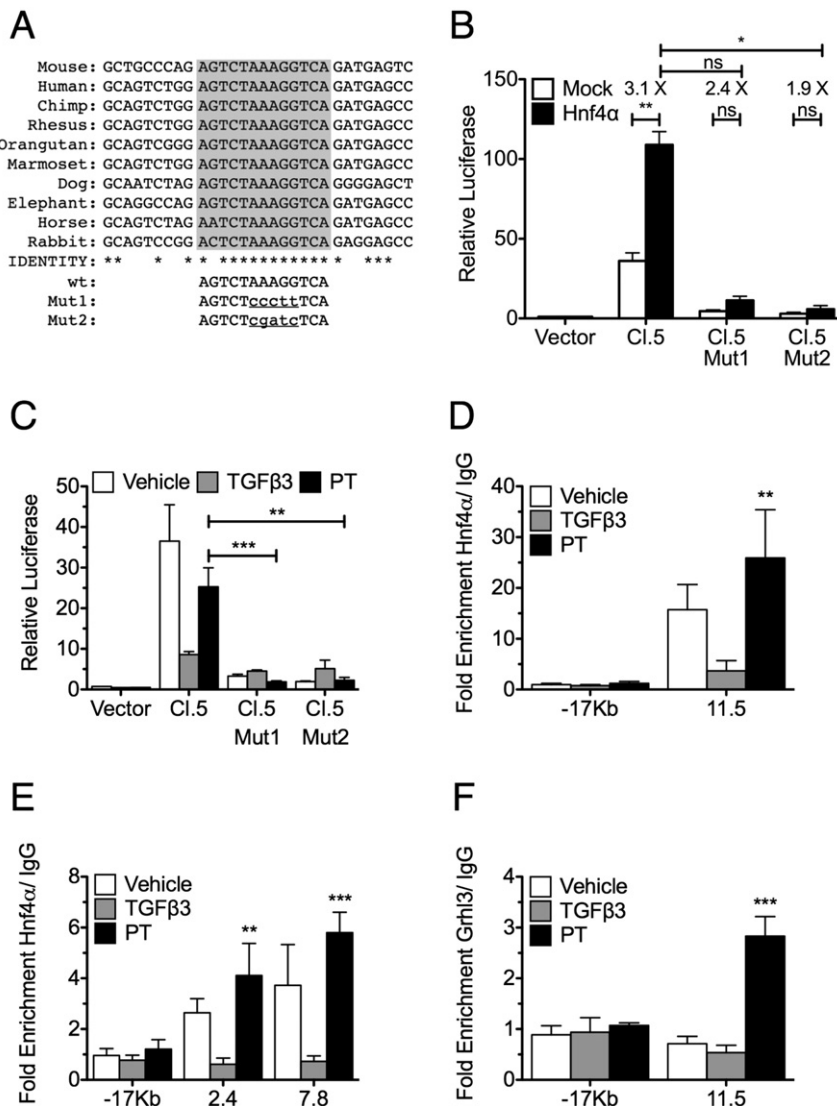 A
Mouse: GCTGCCCAG AGTCTAAAGGTCA GATGAGTC
Human: GCAGTCTGG AGTCTAAAGGTCA GATGAGCC
Chimp: GCAGTCTGG AGTCTAAAGGTCA GATGAGCC
Rhesus: GCAGTCTGG AGTCTAAAGGTCA GATGAGCC
Orangutan: GCAGTCGGG AGTCTAAAGGTCA GATGAGCC
Marmoset: GCAGTCTGG AGTCTAAAGGTCA GATGAGCC
Dog: GCAATCTAG AGTCTAAAGGTCA GGGGAGCT
Elephant: GCAGGCCAG AGTCTAAAGGTCA GATGAGCC
Horse: GCAGTCTAG AATCTAAAGGTCA GATGAGCC
Rabbit: GCAGTCCGG ACTCTAAAGGTCA GAGGAGCC
IDENTITY: ** * * ** *********** * ***
wt: AGTCTAAAGGTCA
Mut1: AGTCTcccttTCA
Mut2: AGTCTcgatcTCA
B
*
ns
Mock 3.1 X 2.4 X 1.9 X
Hnf4α ** ns ns
Relative Luciferase
150
100
50
0
Vector Cl.5 Cl.5 Cl.5
Mut1 Mut2
C
Vehicle TGFβ3 PT
**
***
Relative Luciferase
50
40
30
20
10
0
Vector Cl.5 Cl.5 Cl.5
Mut1 Mut2
D
Vehicle
TGFβ3
PT
**
Fold Enrichment Hnf4α/ IgG
40
30
20
10
0
-17Kb 11.5
E
Vehicle
TGFβ3
PT
** ***
Fold Enrichment Hnf4α/ IgG
8
6
4
2
0
-17Kb 2.4 7.8
F
Vehicle
TGFβ3
PT
***
Fold Enrichment Grhl3/ IgG
4
3
2
1
0
-17Kb 11.5